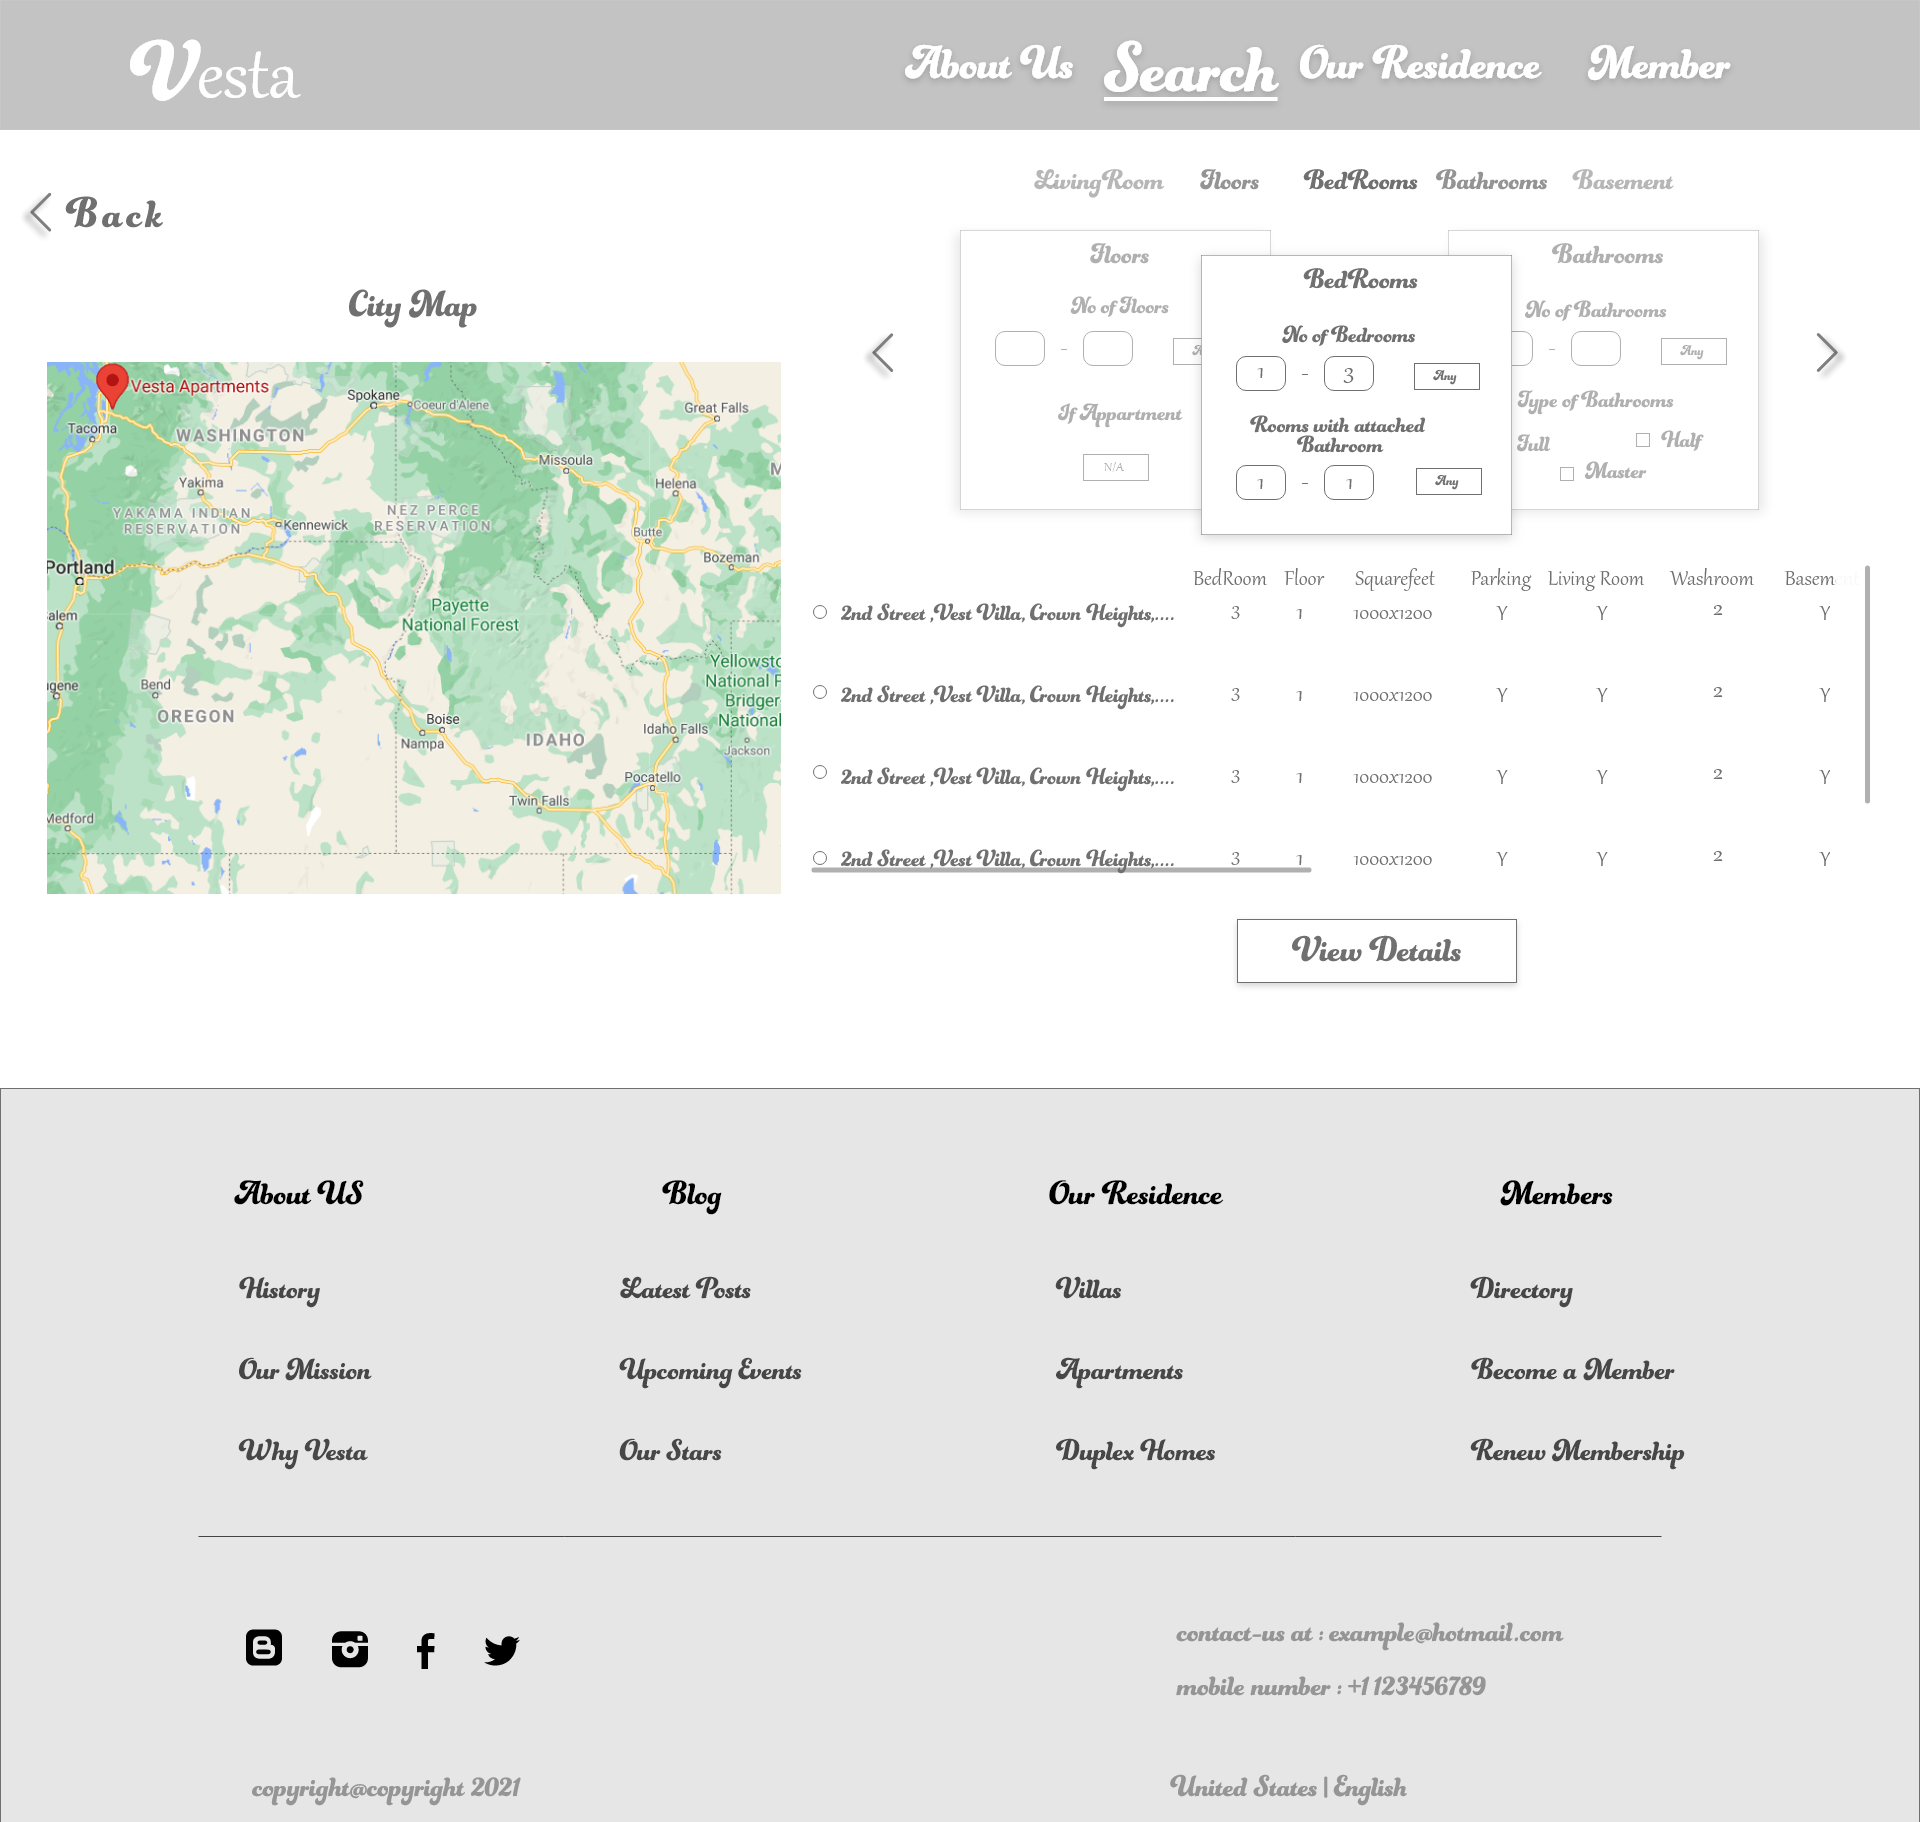 Vesta
About Us Search Our Residence Member
LivingRoom Floors BedRooms Bathrooms Basement
Back
City Map
Floors
No of Floors
-
If Appartment
N/A
BedRooms
No of Bedrooms
1 - 3 Any
Rooms with attached
Bathroom
1 - 1 Any
Bathrooms
No of Bathrooms
- Any
Type of Bathrooms
Full Half
Master
Vesta Apartments
Spokane
Coeur d'Alene
Great Falls
Tacoma
WASHINGTON
Missoula
Helena
Yakima
YAKAMA INDIAN
RESERVATION
NEZ PERCE
RESERVATION
Kennewick
Butte
Bozeman
Portland
Payette
National Forest
alem
Yellowsto
National F
Bridger
National
Jackson
gene
Bend
OREGON
Boise
Nampa
IDAHO
Idaho Falls
Pocatello
Twin Falls
Medford
BedRoom Floor Squarefeet Parking Living Room Washroom Basement
2nd Street ,Vest Villa, Crown Heights,.... 3 1 1000x1200 Y Y 2 Y
2nd Street ,Vest Villa, Crown Heights,.... 3 1 1000x1200 Y Y 2 Y
2nd Street ,Vest Villa, Crown Heights,.... 3 1 1000x1200 Y Y 2 Y
2nd Street ,Vest Villa, Crown Heights,.... 3 1 1000x1200 Y Y 2 Y
View Details
About US Blog Our Residence Members
History Latest Posts Villas Directory
Our Mission Upcoming Events Apartments Become a Member
Why Vesta Our Stars Duplex Homes Renew Membership
contact-us at : example@hotmail.com
mobile number : +1 123456789
copyright@copyright 2021 United States | English